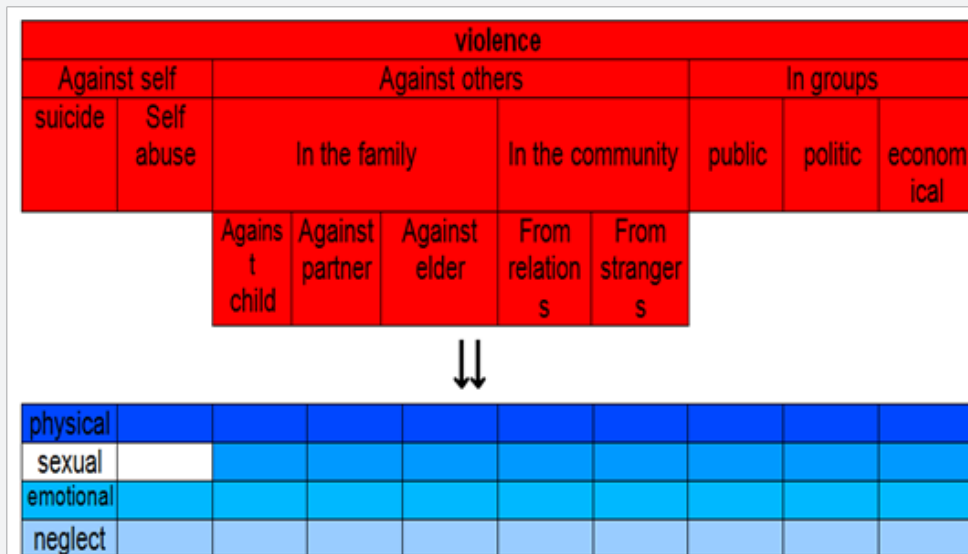 violence
Against self Against others In groups
suicide Self
abuse In the family In the community public politic econom
ical
Agains
t
child Against
partner Against
elder From
relation
s From
stranger
s
physical
sexual
emotional
neglect